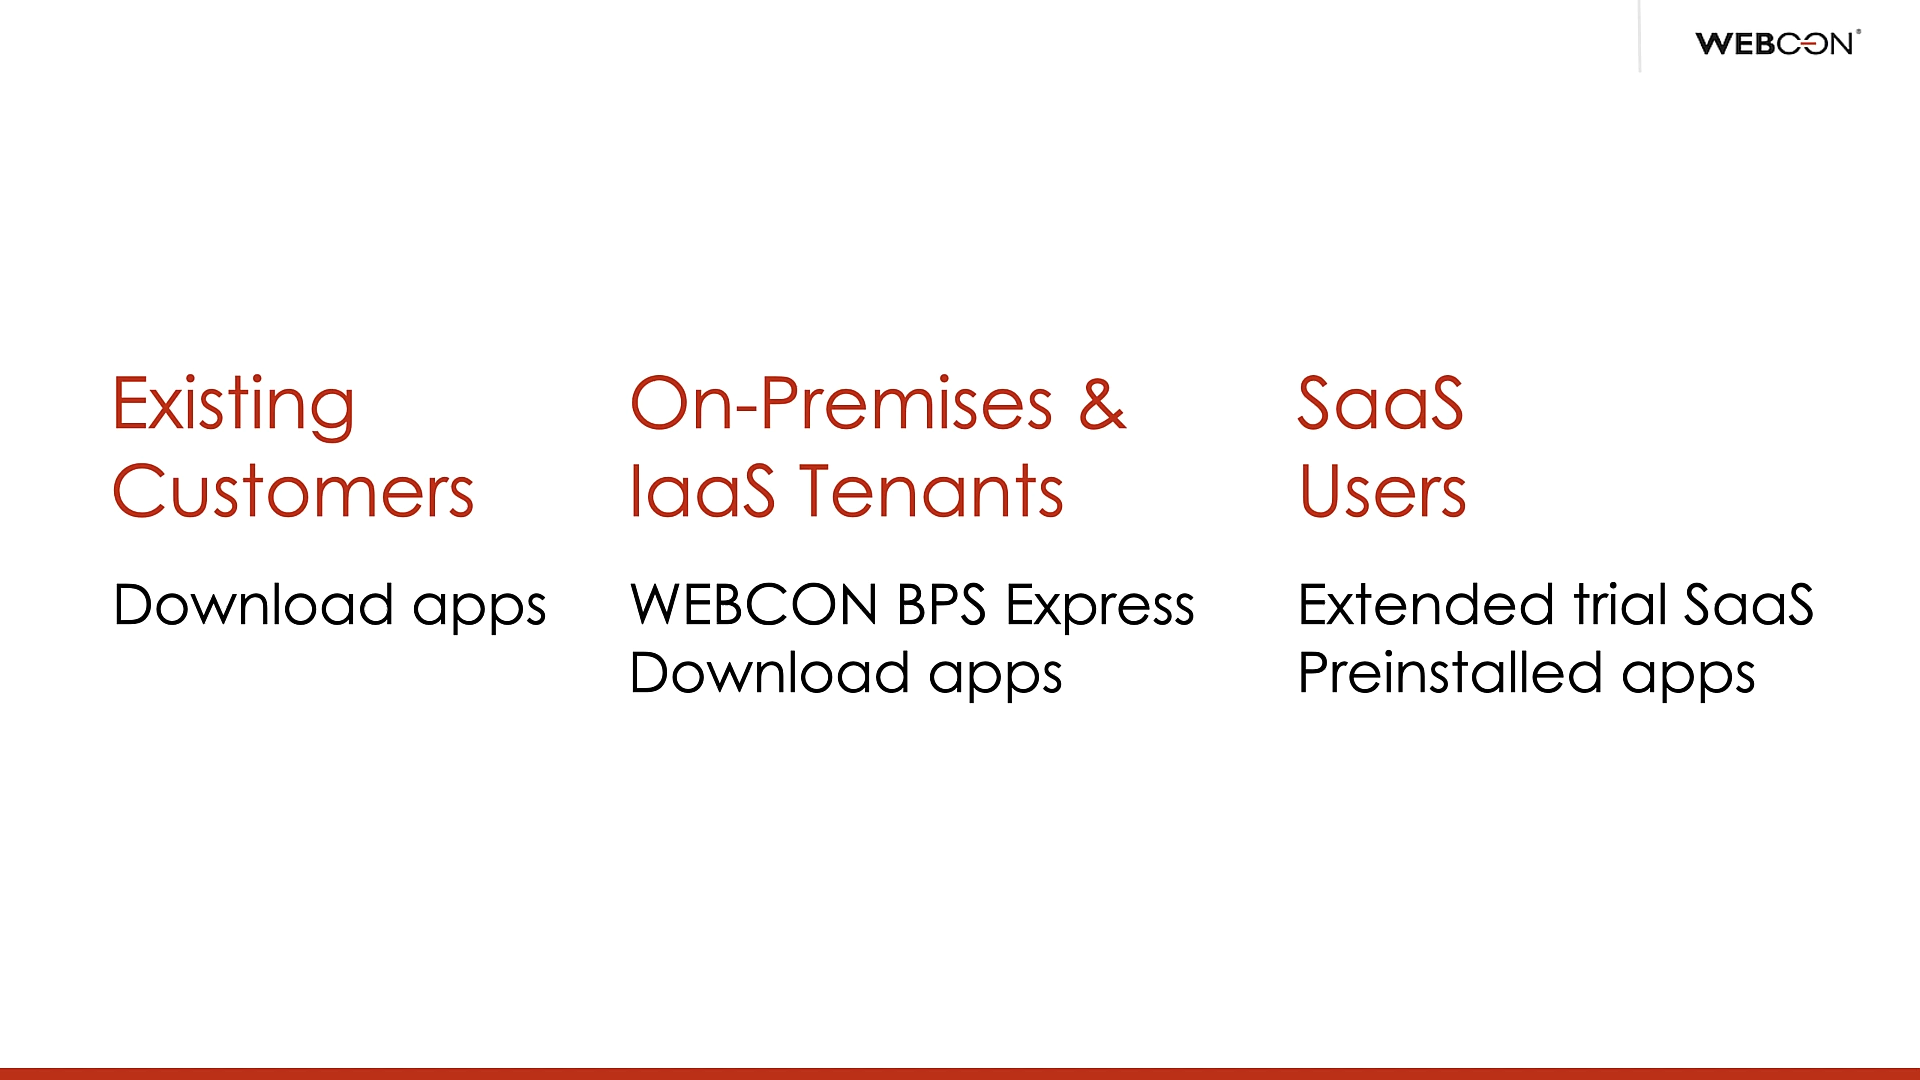 WEBCON®
Existing
Customers
Download apps
On-Premises &
IaaS Tenants
WEBCON BPS Express
Download apps
SaaS
Users
Extended trial SaaS
Preinstalled apps